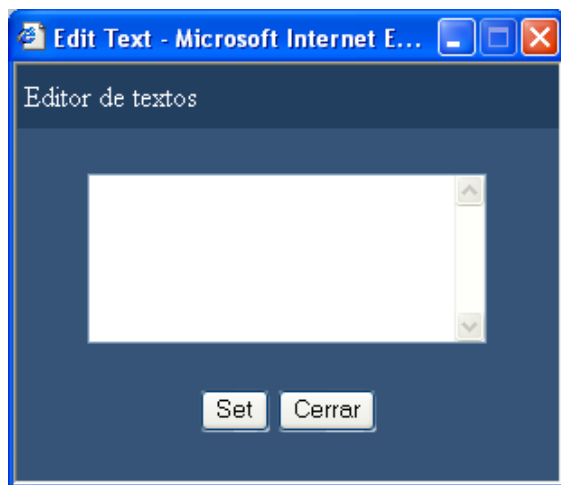 Edit Text - Microsoft Internet E...
Editor de textos
Set Cerrar